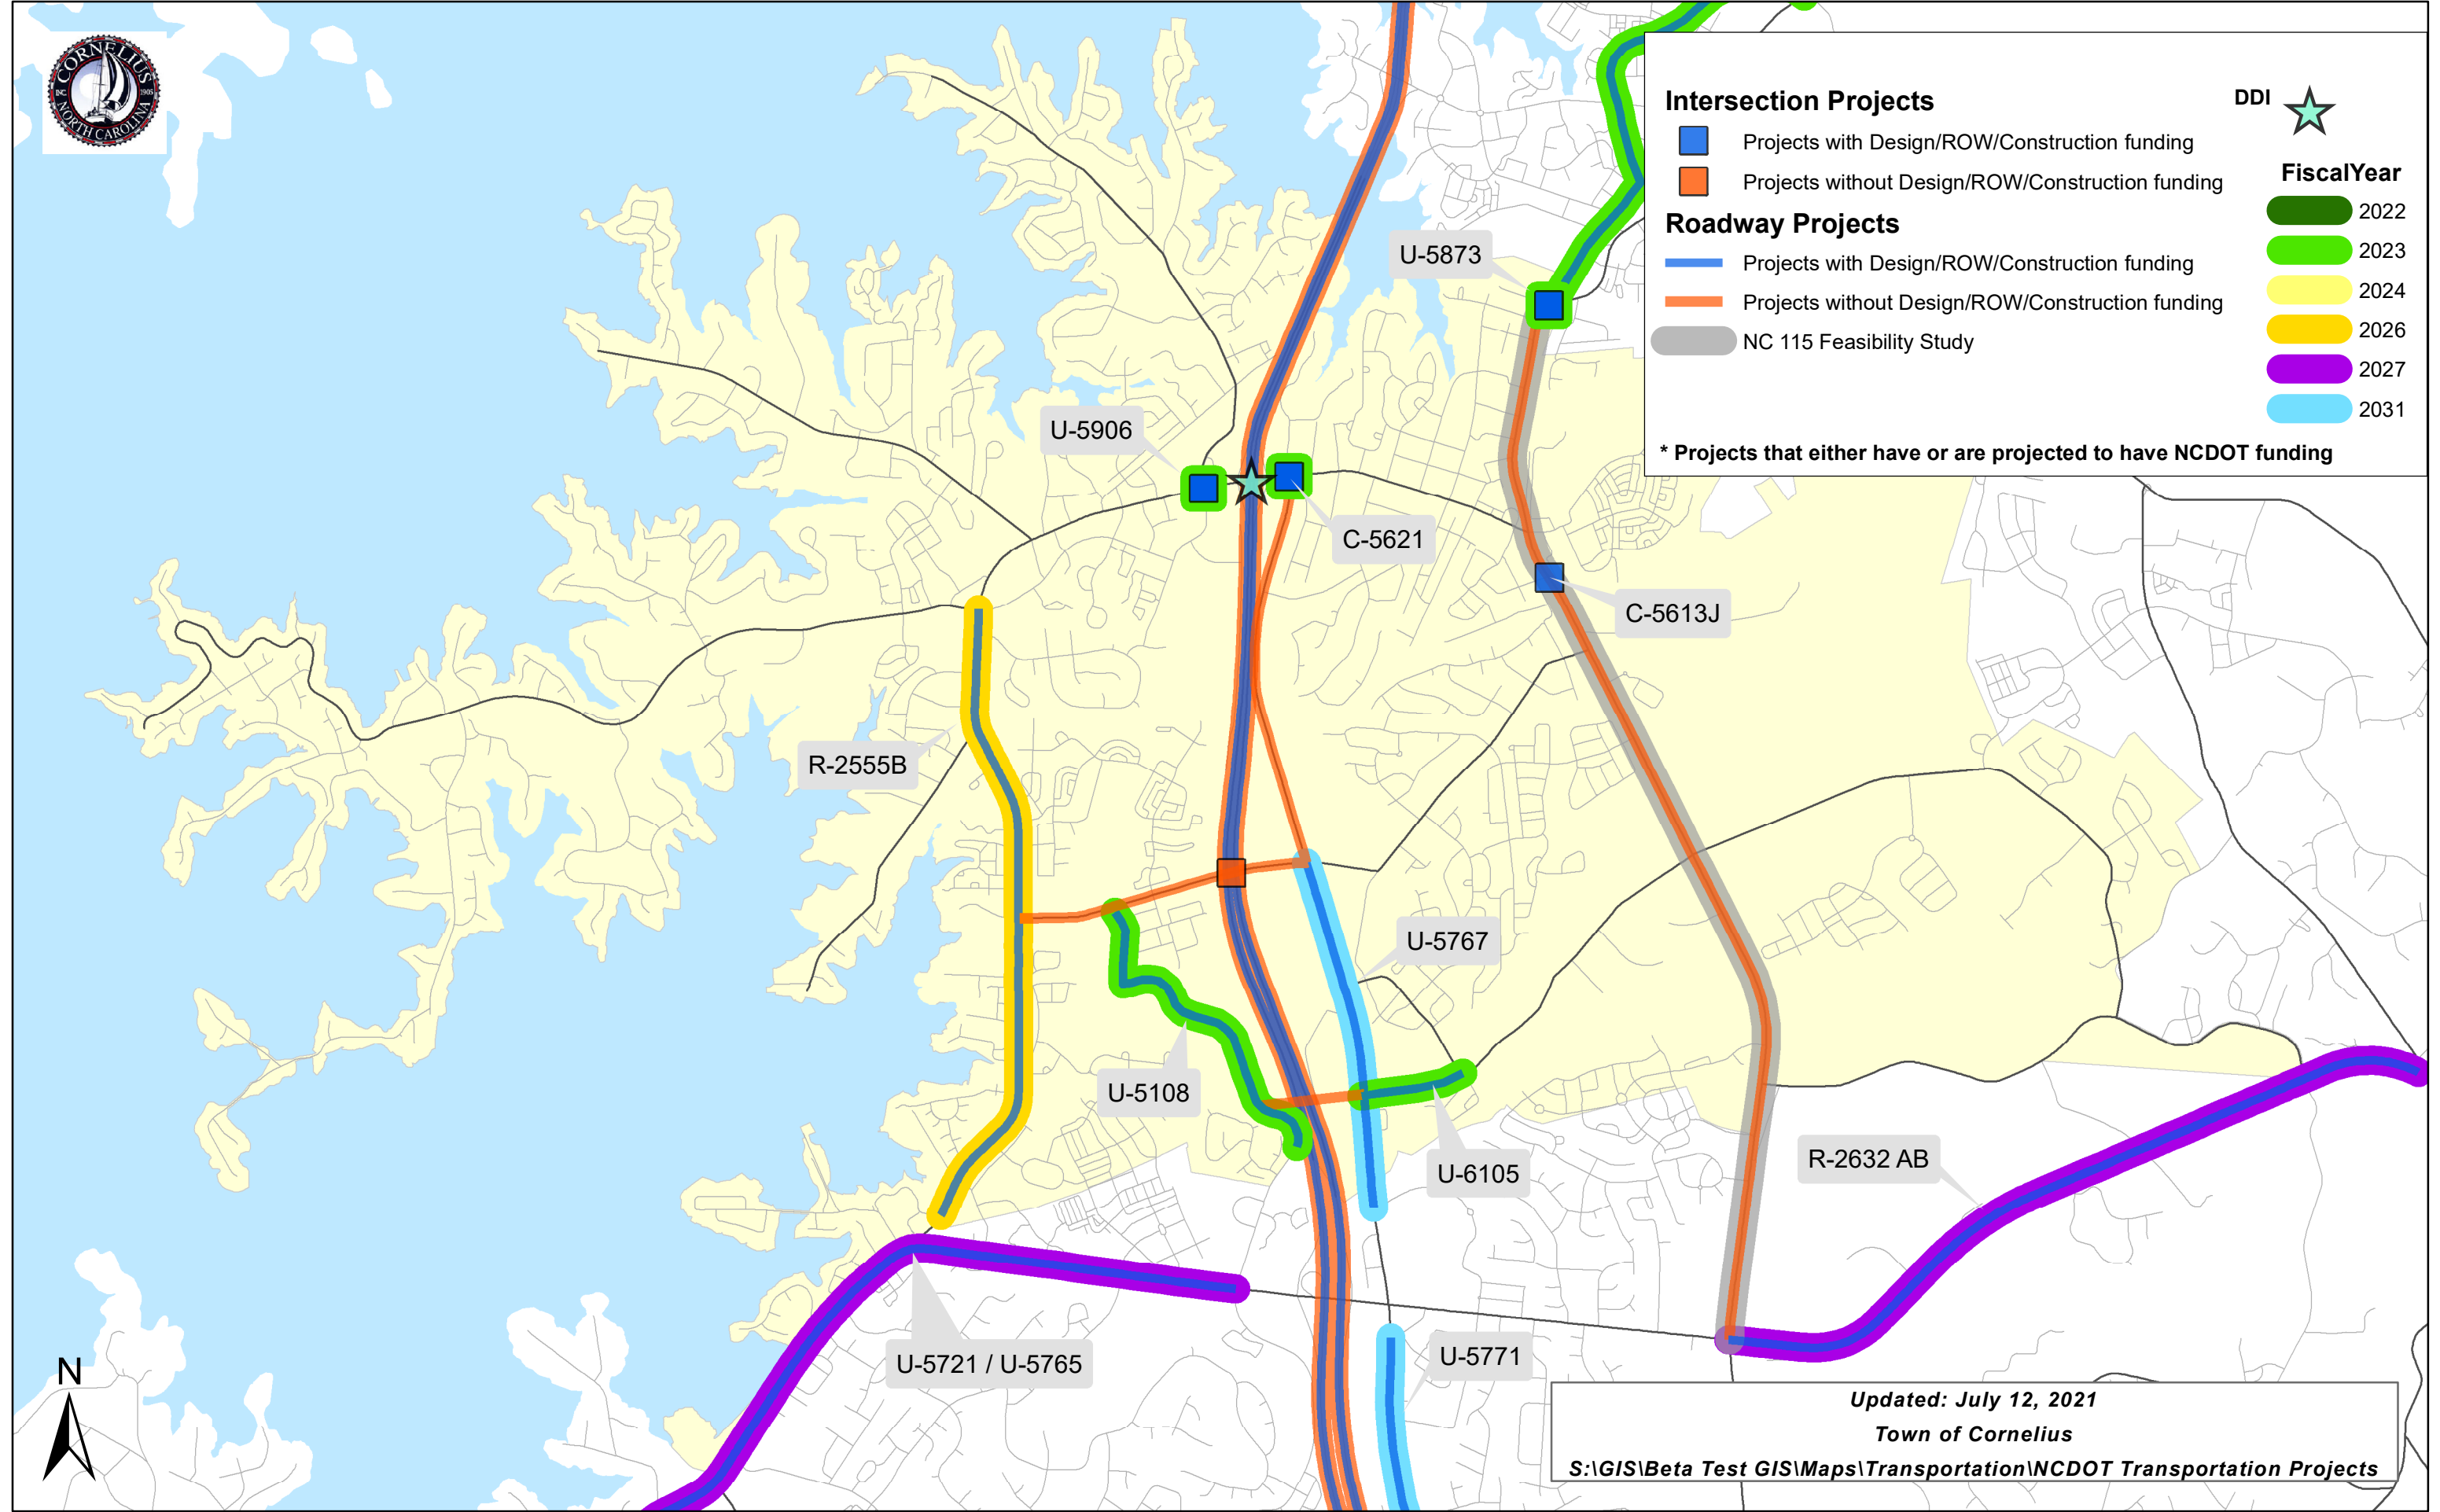 CORNELIUS
INC
1905
NORTH CAROLINA
Intersection Projects
Projects with Design/ROW/Construction funding
Projects without Design/ROW/Construction funding
Roadway Projects
Projects with Design/ROW/Construction funding
Projects without Design/ROW/Construction funding
NC 115 Feasibility Study
DDI
FiscalYear
2022
2023
2024
2026
2027
2031
* Projects that either have or are projected to have NCDOT funding
U-5873
U-5906
C-5621
C-5613J
R-2555B
U-5767
U-5108
U-6105
R-2632 AB
U-5721 / U-5765
U-5771
N
Updated: July 12, 2021
Town of Cornelius
S:\GIS\Beta Test GIS\Maps\Transportation\NCDOT Transportation Projects